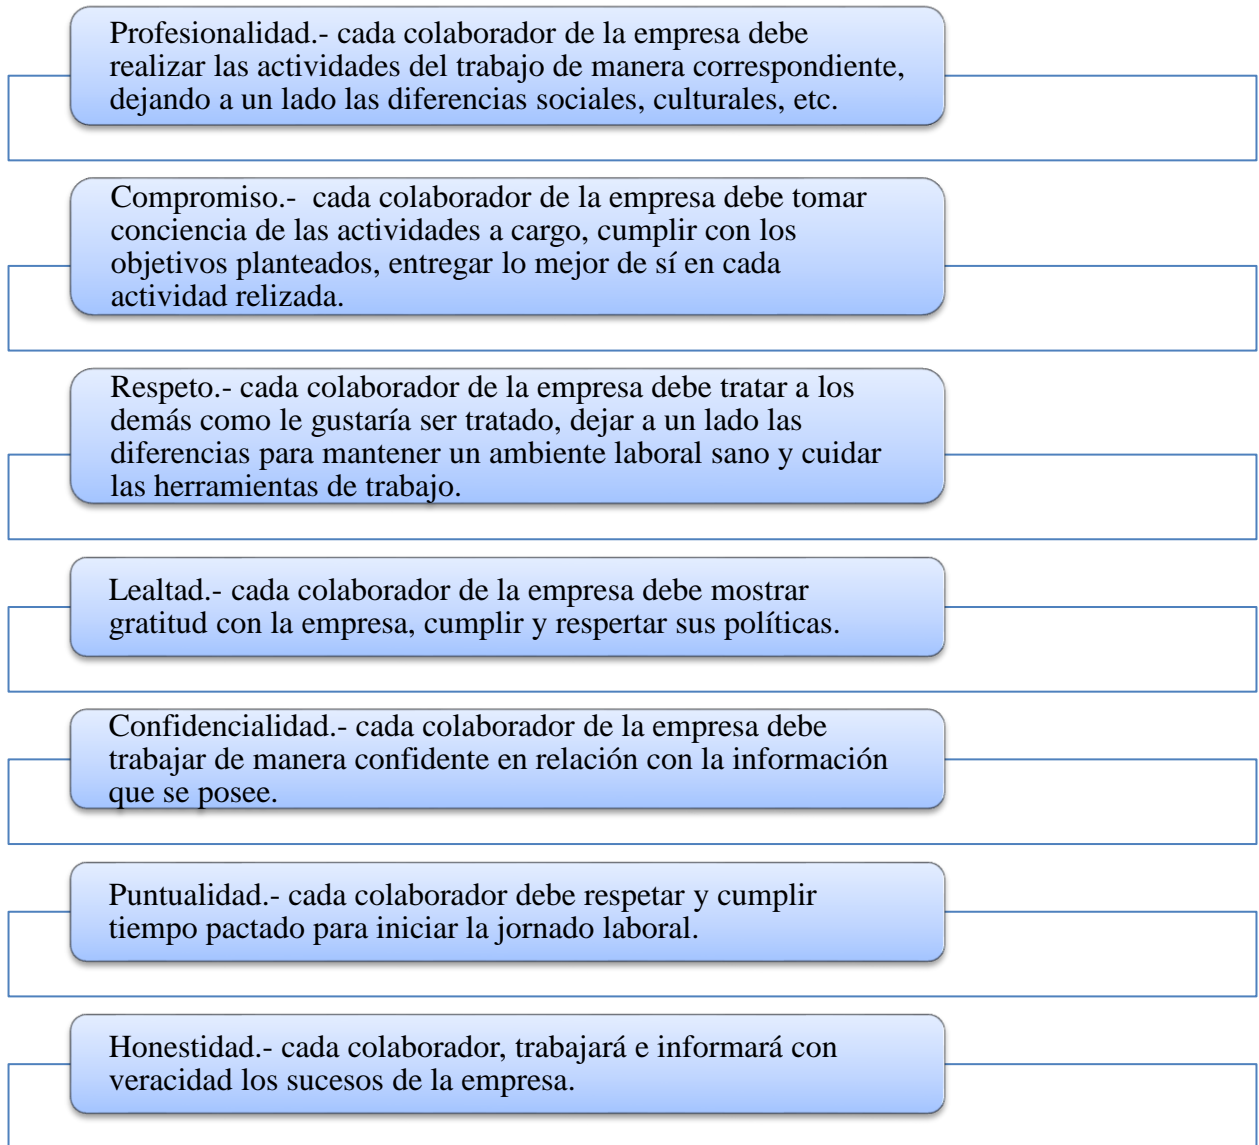 Profesionalidad.- cada colaborador de la empresa debe
realizar las actividades del trabajo de manera correspondiente,
dejando a un lado las diferencias sociales, culturales, etc.
Compromiso.-  cada colaborador de la empresa debe tomar
conciencia de las actividades a cargo, cumplir con los
objetivos planteados, entregar lo mejor de sí en cada
actividad relizada.
Respeto.- cada colaborador de la empresa debe tratar a los
demás como le gustaría ser tratado, dejar a un lado las
diferencias para mantener un ambiente laboral sano y cuidar
las herramientas de trabajo.
Lealtad.- cada colaborador de la empresa debe mostrar
gratitud con la empresa, cumplir y respertar sus políticas.
Confidencialidad.- cada colaborador de la empresa debe
trabajar de manera confidente en relación con la información
que se posee.
Puntualidad.- cada colaborador debe respetar y cumplir
tiempo pactado para iniciar la jornado laboral.
Honestidad.- cada colaborador, trabajará e informará con
veracidad los sucesos de la empresa.